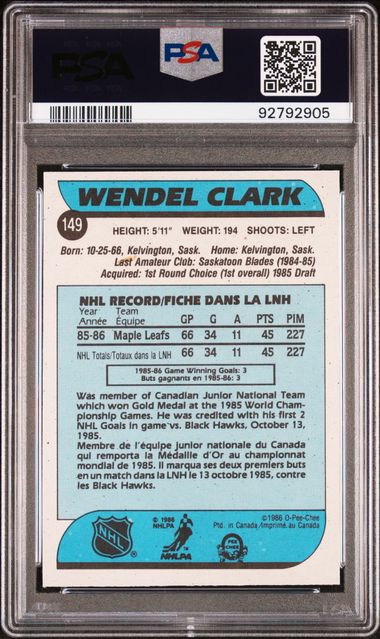 PSA
PSA
92792905
WENDEL CLARK
149
HEIGHT: 5'11" WEIGHT: 194 SHOOTS: LEFT
Born: 10-25-66, Kelvington, Sask. Home: Kelvington, Sask.
Last Amateur Club: Saskatoon Blades (1984-85)
Acquired: 1st Round Choice (1st overall) 1985 Draft
NHL RECORD/FICHE DANS LA LNH
Year Team
Année Équipe GP G A PTS PIM
85-86 Maple Leafs 66 34 11 45 227
NHL Totals/Totaux dans la LNH 66 34 11 45 227
1985-86 Game Winning Goals: 3
Buts gagnants en 1985-86: 3
Was member of Canadian Junior National Team
which won Gold Medal at the 1985 World Cham-
pionship Games. He was credited with his first 2
NHL Goals in game vs. Black Hawks, October 13,
1985.
Membre de l'équipe junior nationale du Canada
qui remporta la Médaille d'Or au championnat
mondial de 1985. Il marqua ses deux premiers buts
en un match dans la LNH le 13 octobre 1985, contre
les Black Hawks.
NHL
© 1986
NHLPA
NHLPA
© 1986 O-Pee-Chee
Ptd. in Canada/Imprimé au Canada
O PEE CHEE